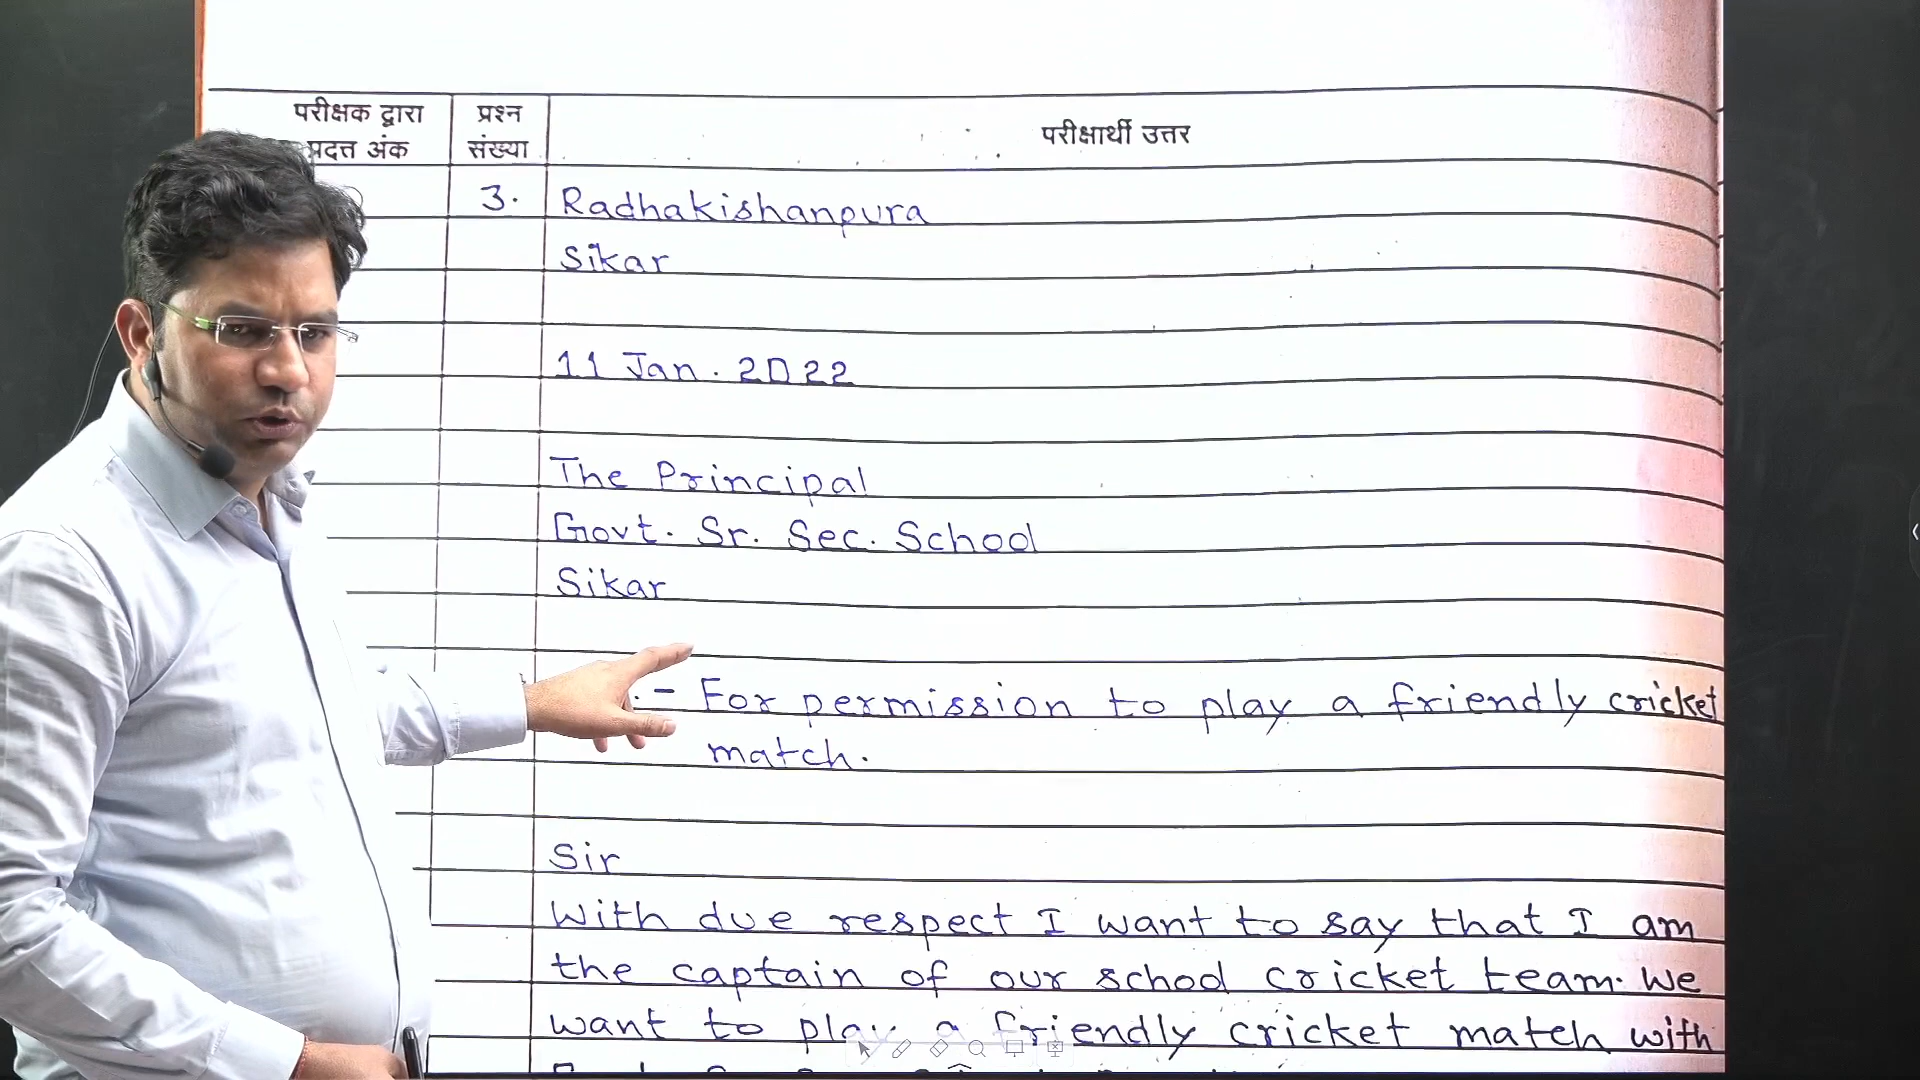 परीक्षक द्वारा
प्रदत्त अंक
प्रश्न
संख्या
परीक्षार्थी उत्तर
3. Radhakishanpura
Sikar
11 Jan. 2022
The Principal
Govt. Sr. Sec. School
Sikar
.- For permission to play a friendly cricket
match.
Sir
With due respect I want to say that I am
the captain of our school cricket team. We
want to play a friendly cricket match with